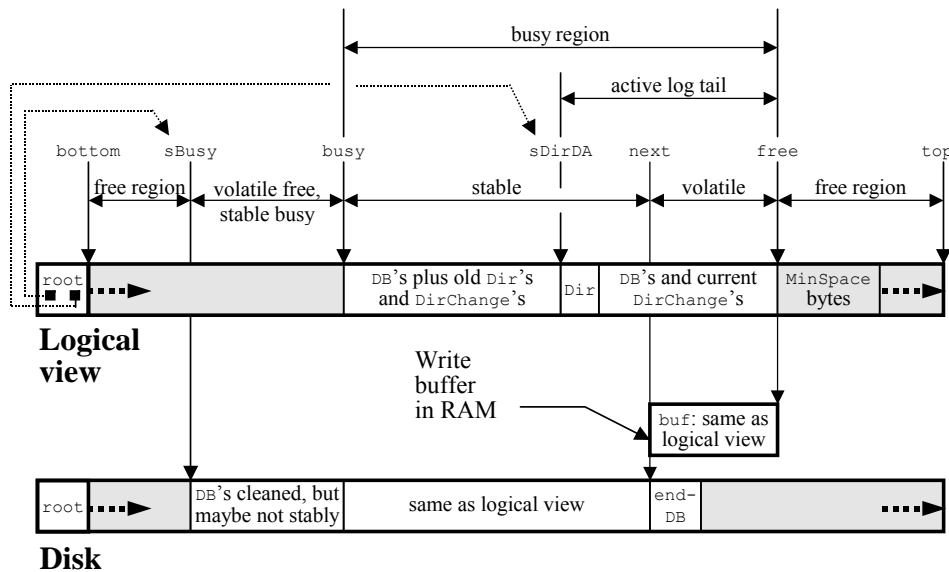 busy region
active log tail
bottom sBusy busy sDirDA next free top
free region volatile free, stable volatile free region
stable busy
root DB's plus old Dir's Dir DB's and current MinSpace
and DirChange's DirChange's bytes
Logical
view
Write
buffer
in RAM
buf: same as
logical view
root DB's cleaned, but same as logical view end-
maybe not stably DB
Disk